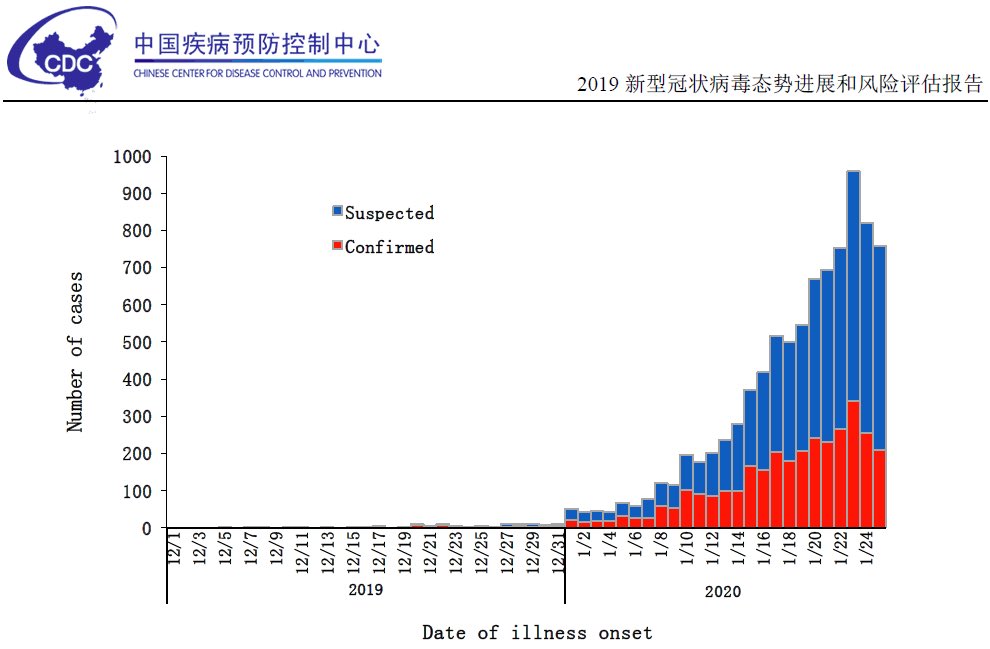 CDC
中国疾病预防控制中心
CHINESE CENTER FOR DISEASE CONTROL AND PREVENTION
2019 新型冠状病毒态势进展和风险评估报告
1000
900
800
700
600
500
400
300
200
100
0
Number of cases
Suspected
Confirmed
12/1 12/3 12/5 12/7 12/9 12/11 12/13 12/15 12/17 12/19 12/21 12/23 12/25 12/27 12/29 12/31 1/2 1/4 1/6 1/8 1/10 1/12 1/14 1/16 1/18 1/20 1/22 1/24
2019 2020
Date of illness onset